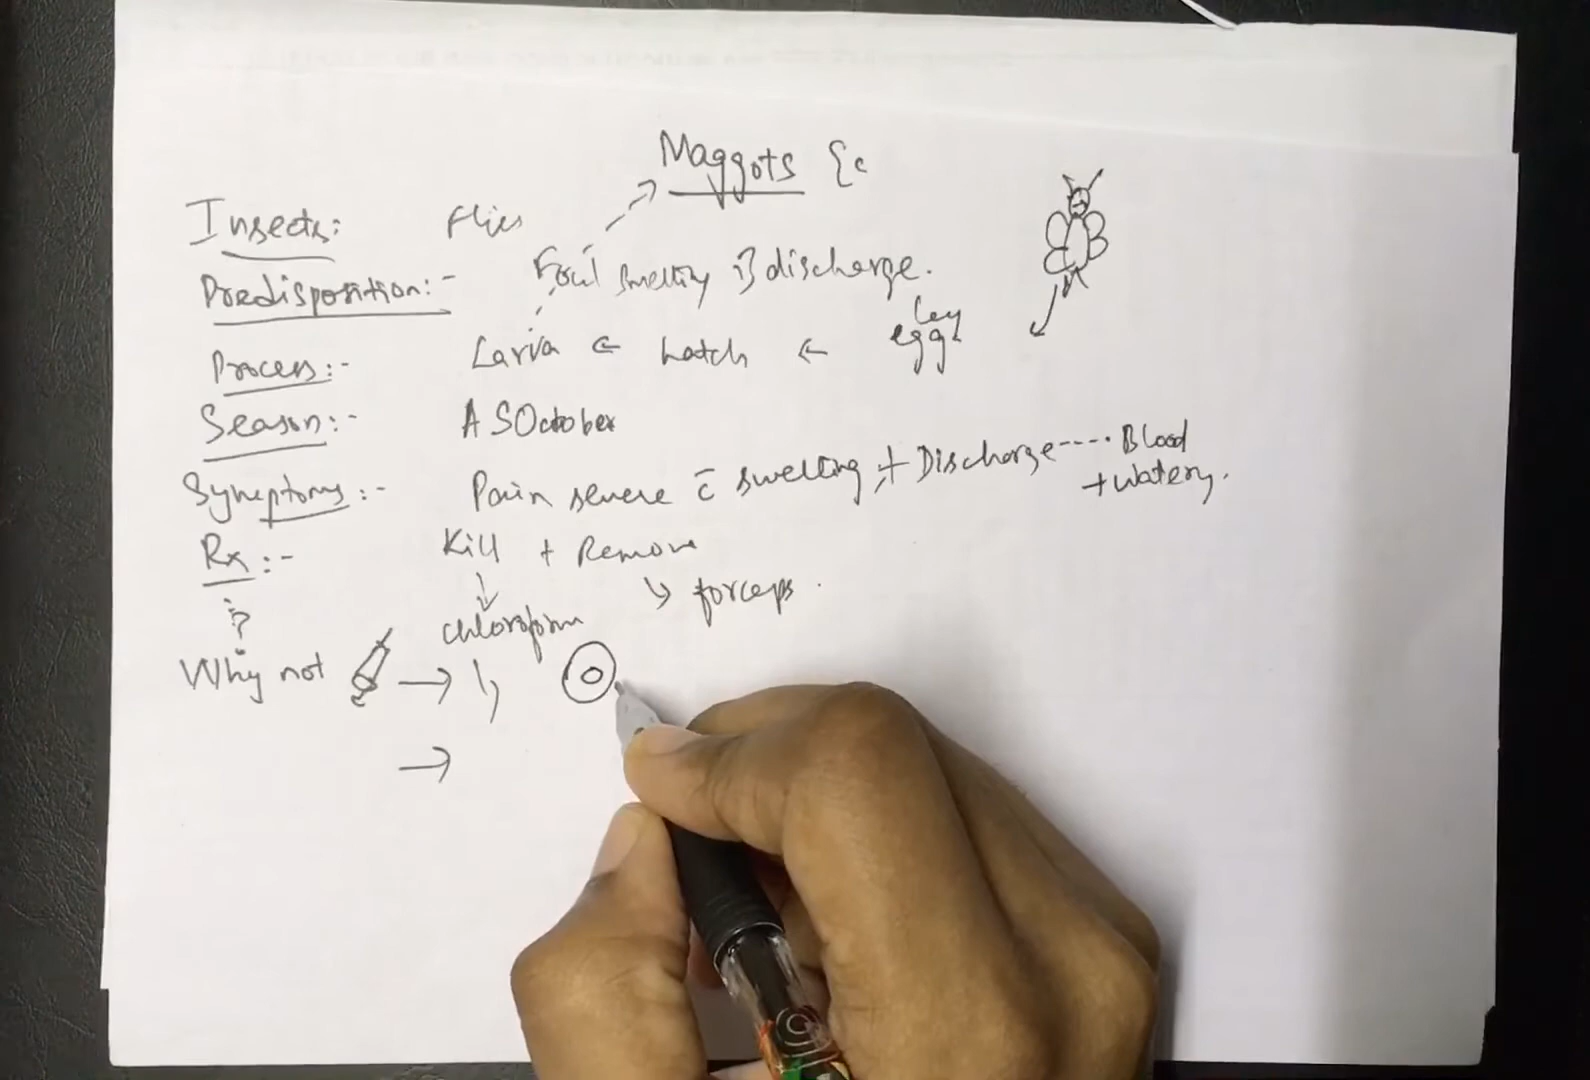 Maggots {c
Insects: Flies
Predisposition:- Foul smelling discharge.
Process:- Larva ← hatch ← egg
lay
Season:- ASOctober
Symptoms:- Pain severe c̄ swelling, + Discharge ---- Blood
+ watery.
Rx:- Kill + Remove
↓ ↘ forceps.
? chloroform
Why not → \)
→